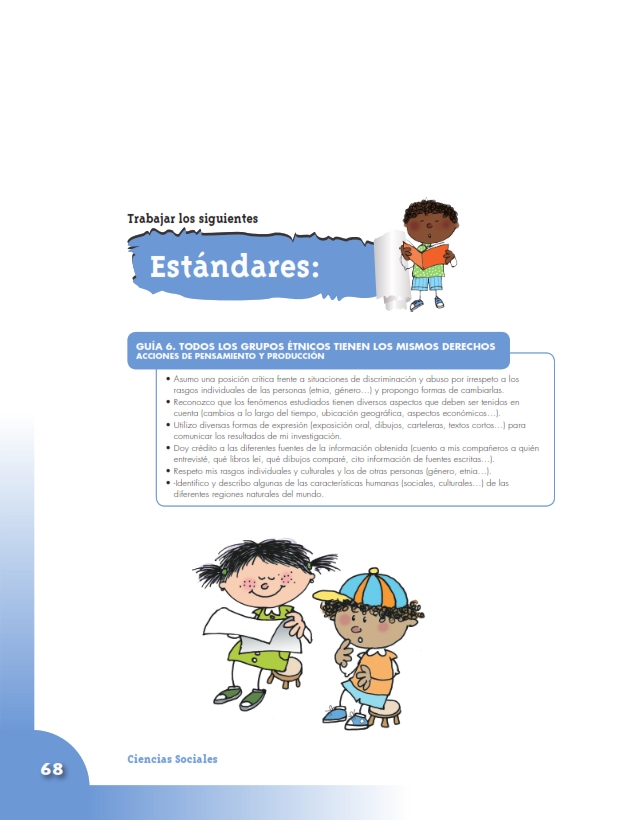 Trabajar los siguientes
Estándares:
GUÍA 6. TODOS LOS GRUPOS ÉTNICOS TIENEN LOS MISMOS DERECHOS
ACCIONES DE PENSAMIENTO Y PRODUCCIÓN
• Asumo una posición crítica frente a situaciones de discriminación y abuso por irrespeto a los
rasgos individuales de las personas (etnia, género…) y propongo formas de cambiarlas.
• Reconozco que los fenómenos estudiados tienen diversos aspectos que deben ser tenidos en
cuenta (cambios a lo largo del tiempo, ubicación geográfica, aspectos económicos…).
• Utilizo diversas formas de expresión (exposición oral, dibujos, carteleras, textos cortos…) para
comunicar los resultados de mi investigación.
• Doy crédito a las diferentes fuentes de la información obtenida (cuento a mis compañeros a quién
entrevisté, qué libros leí, qué dibujos comparé, cito información de fuentes escritas…).
• Respeto mis rasgos individuales y culturales y los de otras personas (género, etnia…).
• -Identifico y describo algunas de las características humanas (sociales, culturales…) de las
diferentes regiones naturales del mundo.
Ciencias Sociales
68